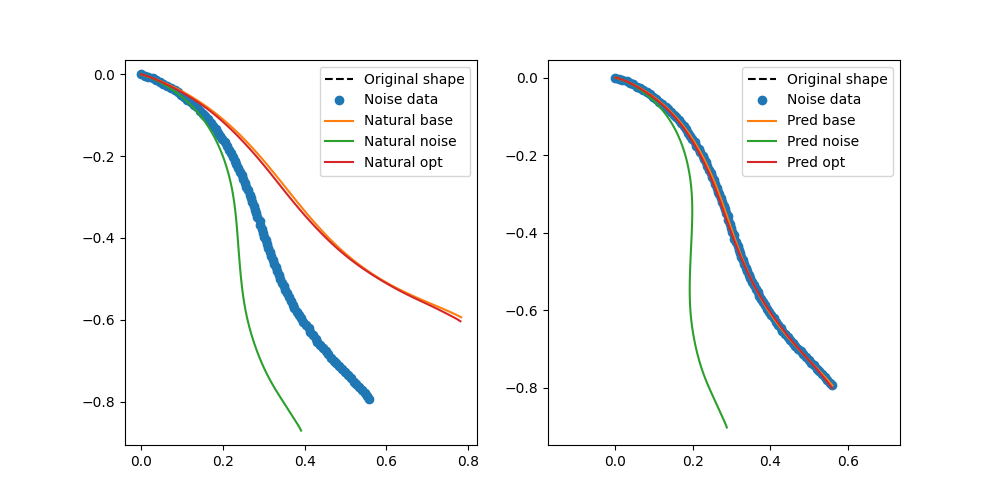 0.0
−0.2
−0.4
−0.6
−0.8
0.0
0.2
0.4
0.6
0.8
Original shape
Noise data
Natural base
Natural noise
Natural opt
0.0
−0.2
−0.4
−0.6
−0.8
0.0
0.2
0.4
0.6
Original shape
Noise data
Pred base
Pred noise
Pred opt